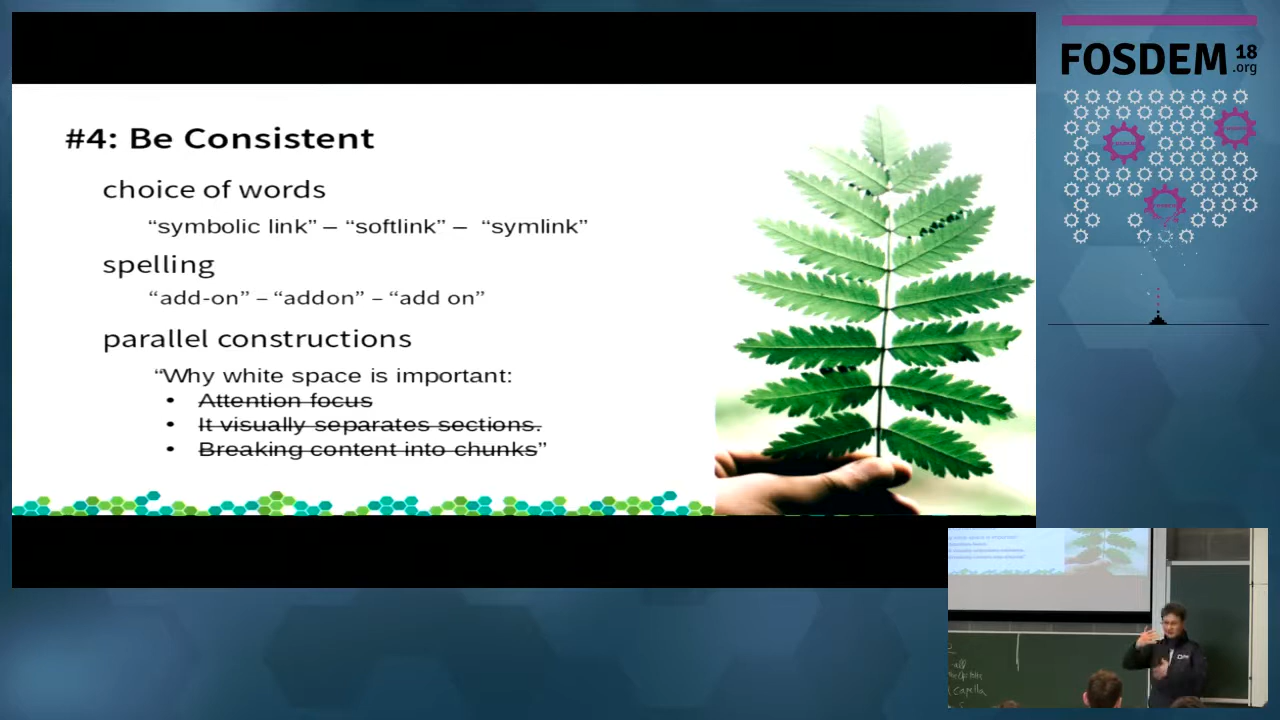 #4: Be Consistent
choice of words
“symbolic link” – “softlink” – “symlink”
spelling
“add-on” – “addon” – “add on”
parallel constructions
“Why white space is important:
• Attention focus
• It visually separates sections.
• Breaking content into chunks”
FOSDEM 18
.org